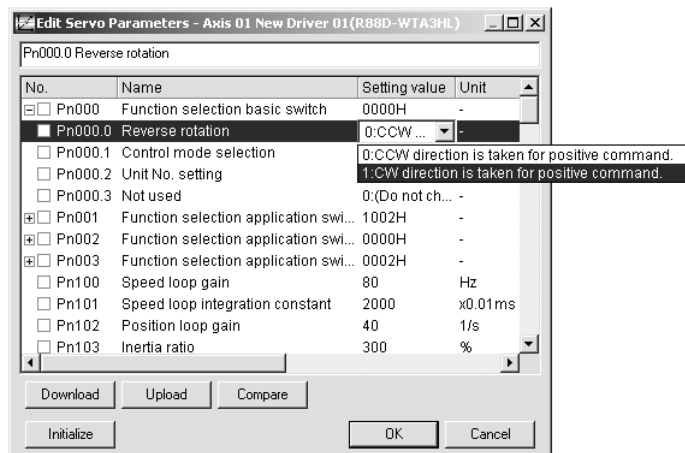 Edit Servo Parameters - Axis 01 New Driver 01(R88D-WTA3HL)
Pn000.0 Reverse rotation
No. Name Setting value Unit
Pn000 Function selection basic switch 0000H -
Pn000.0 Reverse rotation 0:CCW ... -
0:CCW direction is taken for positive command.
Pn000.1 Control mode selection
1:CW direction is taken for positive command.
Pn000.2 Unit No. setting
Pn000.3 Not used 0:(Do not ch... -
Pn001 Function selection application swi... 1002H -
Pn002 Function selection application swi... 0000H -
Pn003 Function selection application swi... 0002H -
Pn100 Speed loop gain 80 Hz
Pn101 Speed loop integration constant 2000 x0.01ms
Pn102 Position loop gain 40 1/s
Pn103 Inertia ratio 300 %
Download Upload Compare
Initialize OK Cancel